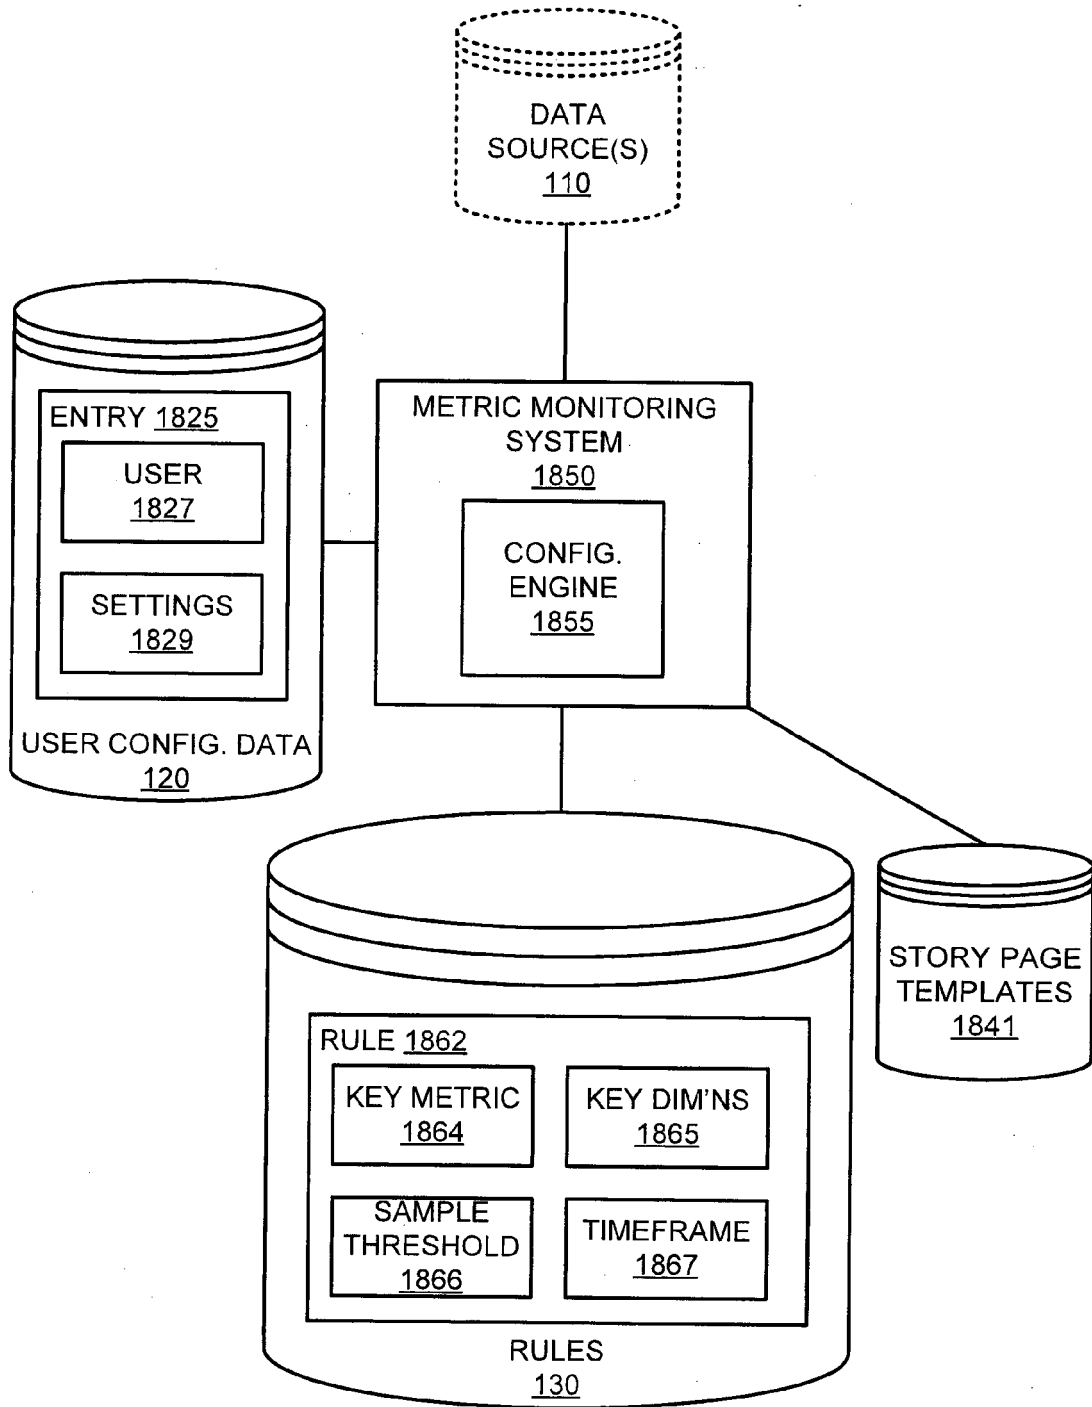 DATA
SOURCE(S)
110
ENTRY 1825
USER
1827
SETTINGS
1829
USER CONFIG. DATA
120
METRIC MONITORING
SYSTEM
1850
CONFIG.
ENGINE
1855
STORY PAGE
TEMPLATES
1841
RULE 1862
KEY METRIC
1864
KEY DIM'NS
1865
SAMPLE
THRESHOLD
1866
TIMEFRAME
1867
RULES
130